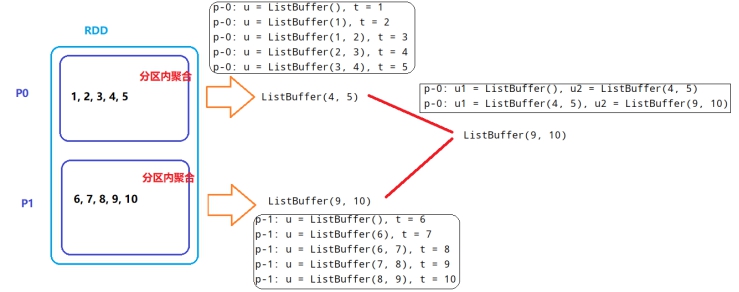 p-0: u = ListBuffer(), t = 1
p-0: u = ListBuffer(1), t = 2
p-0: u = ListBuffer(1, 2), t = 3
p-0: u = ListBuffer(2, 3), t = 4
p-0: u = ListBuffer(3, 4), t = 5
RDD
分区内聚合
P0
1, 2, 3, 4, 5
ListBuffer(4, 5)
p-0: u1 = ListBuffer(), u2 = ListBuffer(4, 5)
p-0: u1 = ListBuffer(4, 5), u2 = ListBuffer(9, 10)
ListBuffer(9, 10)
分区内聚合
P1
6, 7, 8, 9, 10
ListBuffer(9, 10)
p-1: u = ListBuffer(), t = 6
p-1: u = ListBuffer(6), t = 7
p-1: u = ListBuffer(6, 7), t = 8
p-1: u = ListBuffer(7, 8), t = 9
p-1: u = ListBuffer(8, 9), t = 10